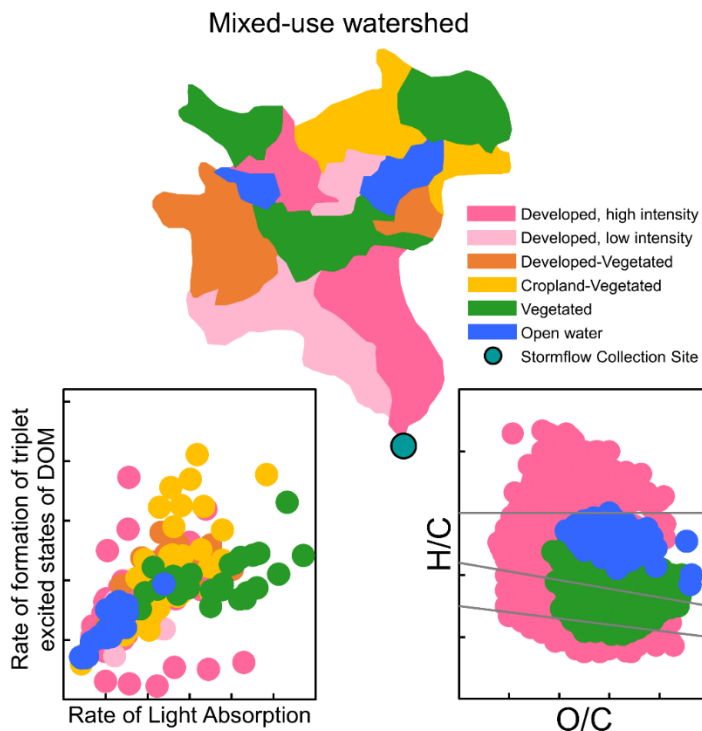 Mixed-use watershed
Developed, high intensity
Developed, low intensity
Developed-Vegetated
Cropland-Vegetated
Vegetated
Open water
Stormflow Collection Site
Rate of formation of triplet
excited states of DOM
Rate of Light Absorption
H/C
O/C